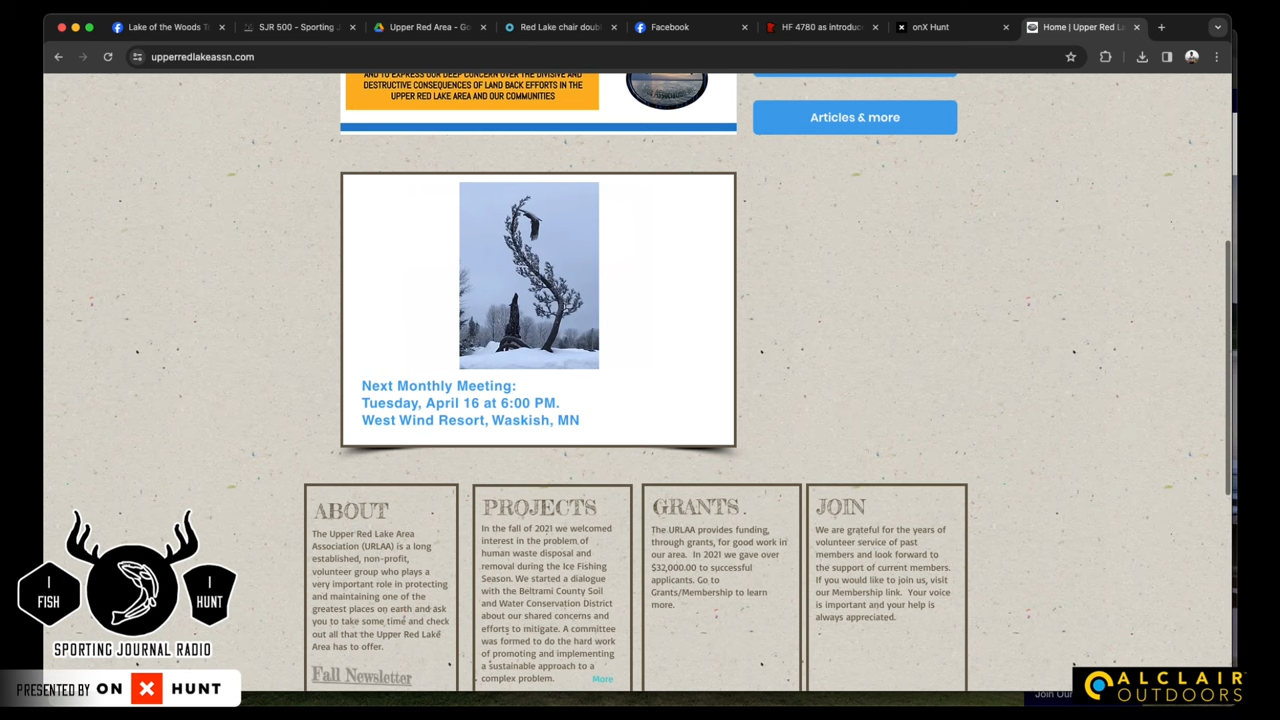 Lake of the Woods T
SJR 500 - Sporting J
Upper Red Area - Go
Red Lake chair doubl
Facebook
HF 4780 as introduc
onX Hunt
Home | Upper Red La
upperredlakeassn.com
AND TO EXPRESS OUR DEEP CONCERN OVER THE DIVISIVE AND
DESTRUCTIVE CONSEQUENCES OF LAND BACK EFFORTS IN THE
UPPER RED LAKE AREA AND OUR COMMUNITIES
Articles & more
Next Monthly Meeting:
Tuesday, April 16 at 6:00 PM.
West Wind Resort, Waskish, MN
ABOUT
The Upper Red Lake Area
Association (URLAA) is a long
established, non-profit,
volunteer group who plays a
very important role in protecting
and maintaining one of the
greatest places on earth and ask
you to take some time and check
out all that the Upper Red Lake
Area has to offer.
Fall Newsletter
PROJECTS
In the fall of 2021 we welcomed
interest in the problem of
human waste disposal and
removal during the Ice Fishing
Season. We started a dialogue
with the Beltrami County Soil
and Water Conservation District
about our shared concerns and
efforts to mitigate. A committee
was formed to do the hard work
of promoting and implementing
a sustainable approach to a
complex problem.
More
GRANTS
The URLAA provides funding,
through grants, for good work in
our area. In 2021 we gave over
$32,000.00 to successful
applicants. Go to
Grants/Membership to learn
more.
JOIN
We are grateful for the years of
volunteer service of past
members and look forward to
the support of current members.
If you would like to join us, visit
our Membership link. Your voice
is important and your help is
always appreciated.
I FISH
I HUNT
SPORTING JOURNAL RADIO
PRESENTED BY ON X HUNT
Join Our
ALCLAIR
OUTDOORS